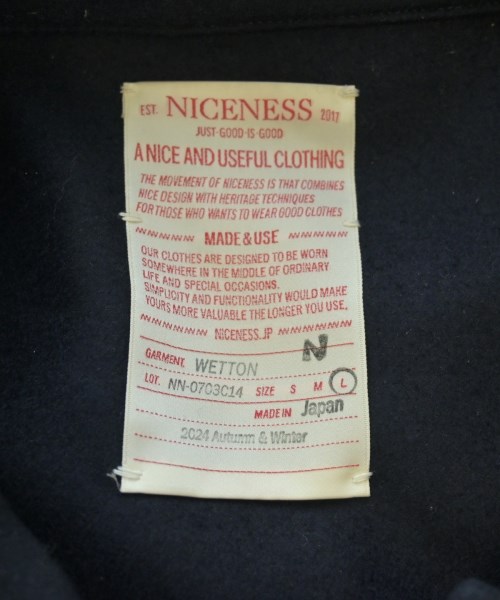 EST. NICENESS 2017
JUST-GOOD-IS-GOOD
A NICE AND USEFUL CLOTHING
THE MOVEMENT OF NICENESS IS THAT COMBINES
NICE DESIGN WITH HERITAGE TECHNIQUES
FOR THOSE WHO WANTS TO WEAR GOOD CLOTHES
NNNNNNN MADE & USE NNNNNNN
OUR CLOTHES ARE DESIGNED TO BE WORN
SOMEWHERE IN THE MIDDLE OF ORDINARY
LIFE AND SPECIAL OCCASIONS.
SIMPLICITY AND FUNCTIONALITY WOULD MAKE
YOURS MORE VALUABLE THE LONGER YOU USE.
NNNNNNNN NICENESS.JP NNNNNNNN
N
GARMENT. WETTON
LOT. NN-0703C14 SIZE S M L
MADE IN Japan
2024 Autumn & Winter